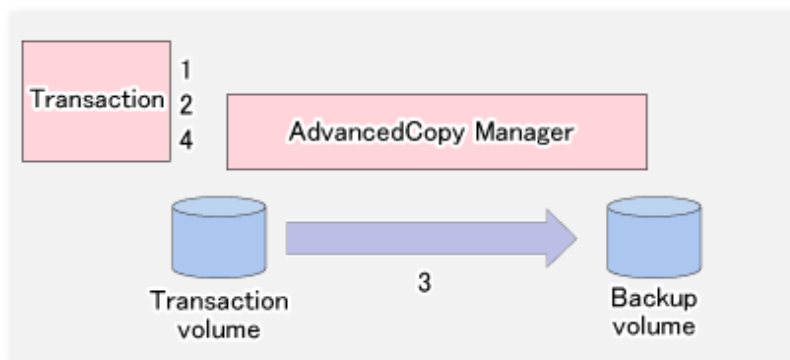 1
Transaction 2
4
AdvancedCopy Manager
3
Transaction
volume
Backup
volume